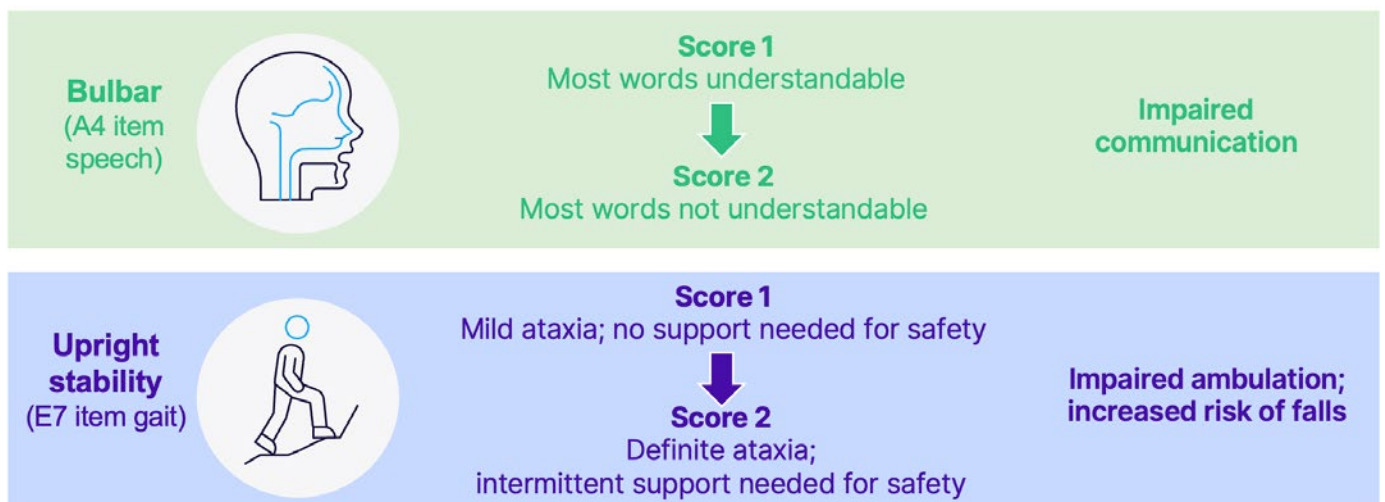 Bulbar
(A4 item
speech)
Score 1
Most words understandable
Score 2
Most words not understandable
Impaired
communication
Upright
stability
(E7 item gait)
Score 1
Mild ataxia; no support needed for safety
Score 2
Definite ataxia;
intermittent support needed for safety
Impaired ambulation;
increased risk of falls